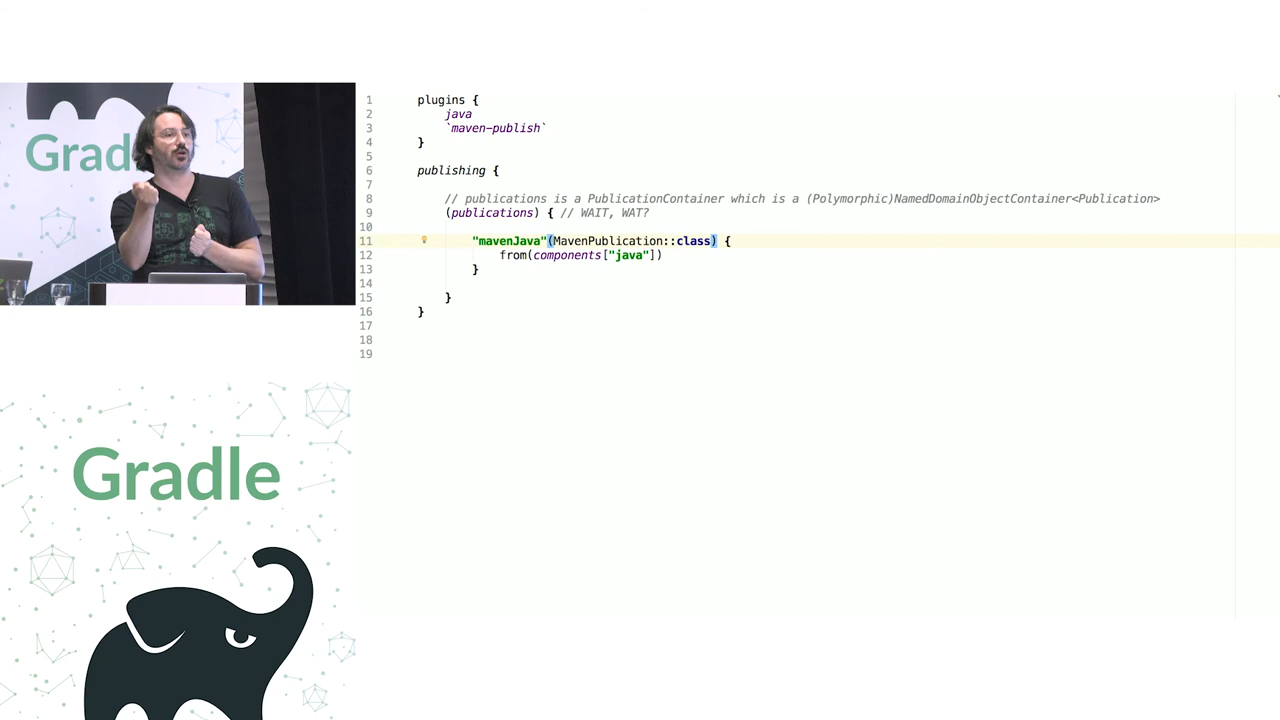 Grad
1
2
3
4
5
6
7
8
9
10
11
12
13
14
15
16
17
18
19
plugins {
java
`maven-publish`
}
publishing {
// publications is a PublicationContainer which is a (Polymorphic)NamedDomainObjectContainer<Publication>
(publications) { // WAIT, WAT?
"mavenJava"(MavenPublication::class) {
from(components["java"])
}
}
}
Gradle